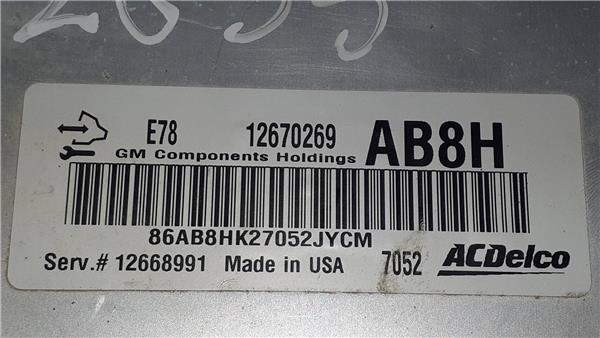 E78 12670269 AB8H
GM Components Holdings
86AB8HK27052JYCM
Serv.# 12668991 Made in USA 7052 ACDelco